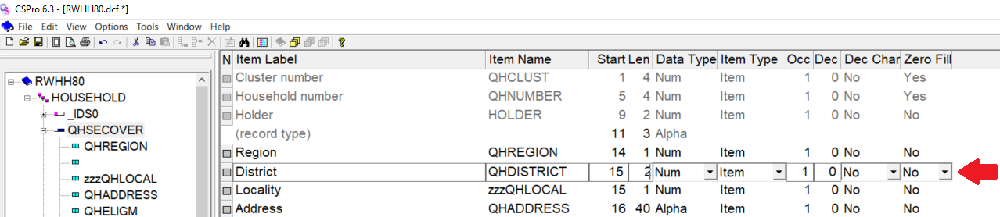 CSPro 6.3 - [RWHH80.dcf *]
File Edit View Options Tools Window Help
N Item Label Item Name Start Len Data Type Item Type Occ Dec Dec Char Zero Fill
RWHH80
HOUSEHOLD
_IDS0
QHSECOVER
QHREGION
zzzQHLOCAL
QHADDRESS
QHELIGM
Cluster number QHCLUST 1 4 Num Item 1 0 No Yes
Household number QHNUMBER 5 4 Num Item 1 0 No Yes
Holder HOLDER 9 2 Num Item 1 0 No No
(record type) 11 3 Alpha
Region QHREGION 14 1 Num Item 1 0 No No
District QHDISTRICT 15 2 Num Item 1 0 No No
Locality zzzQHLOCAL 15 1 Num Item 1 0 No No
Address QHADDRESS 16 40 Alpha Item 1 0 No No